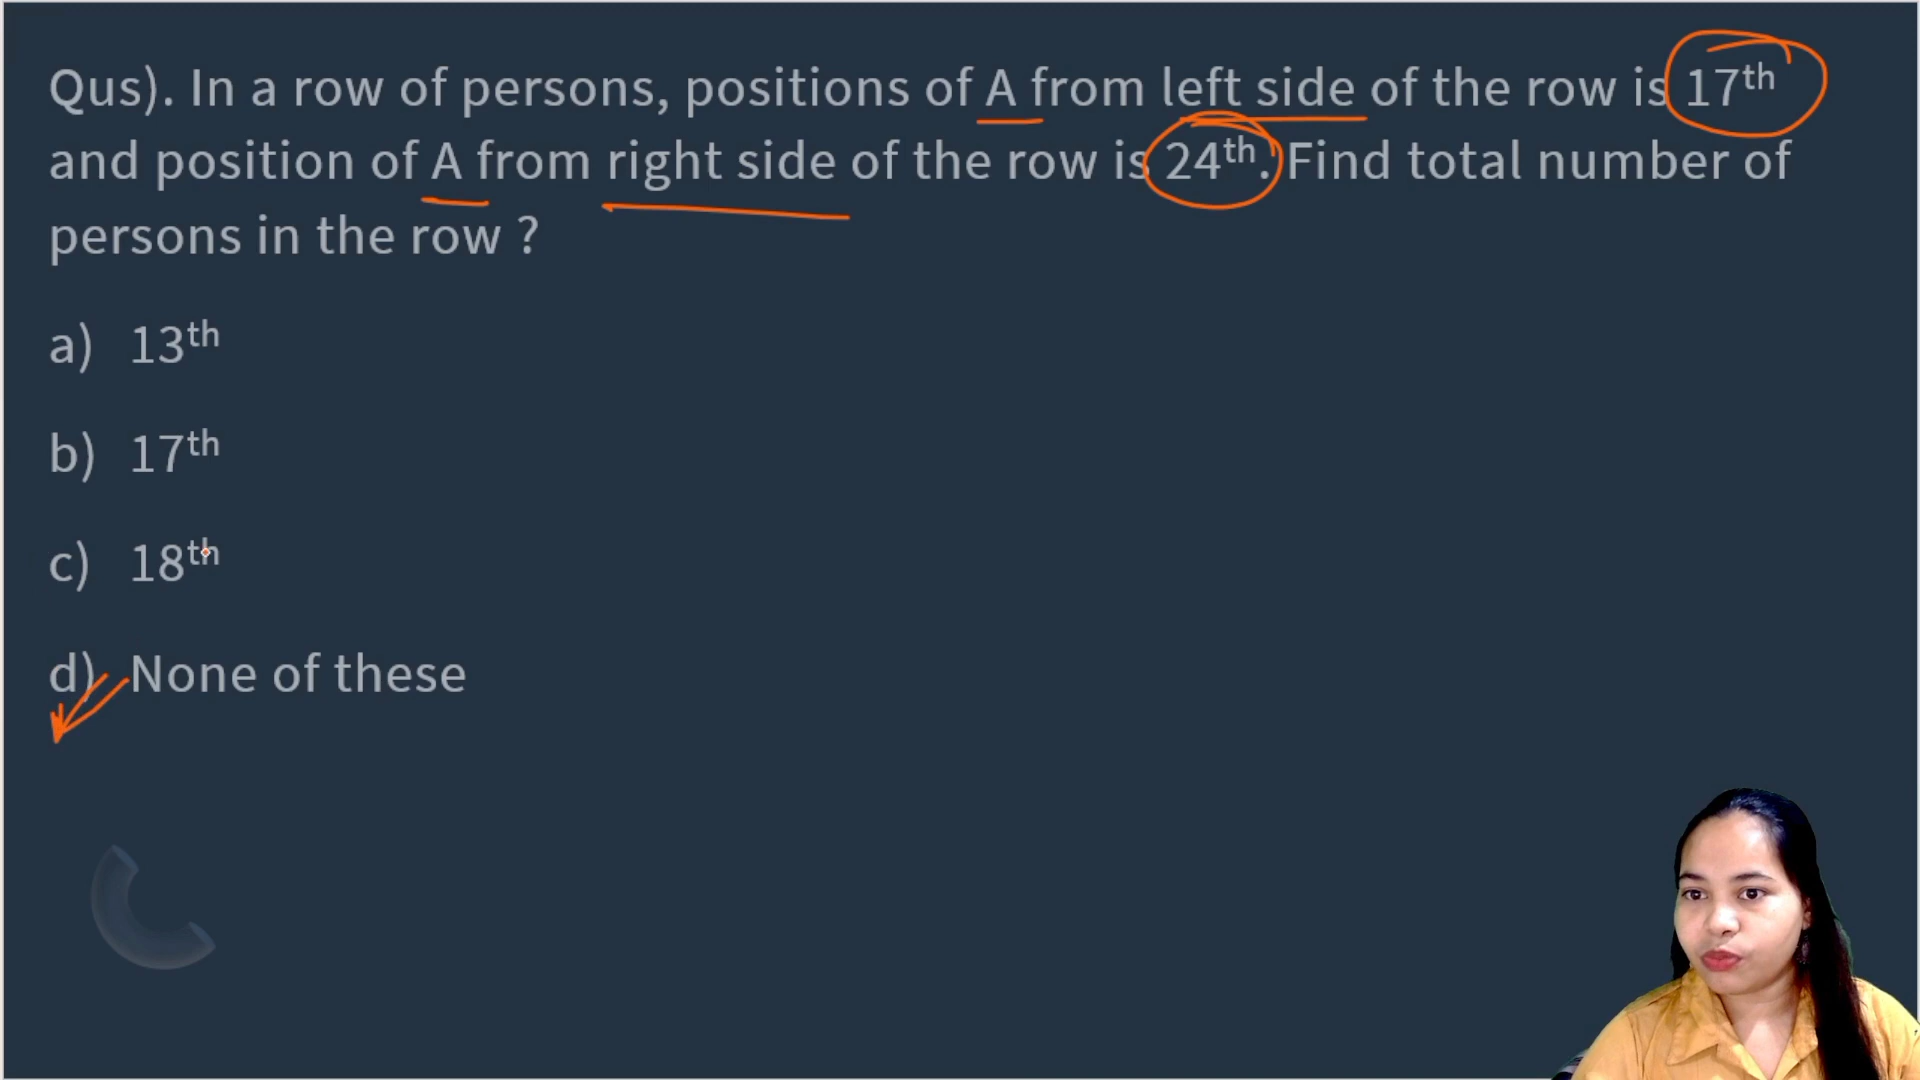 Qus). In a row of persons, positions of A from left side of the row is 17th
and position of A from right side of the row is 24th. Find total number of
persons in the row ?
a) 13th
b) 17th
c) 18th
d) None of these